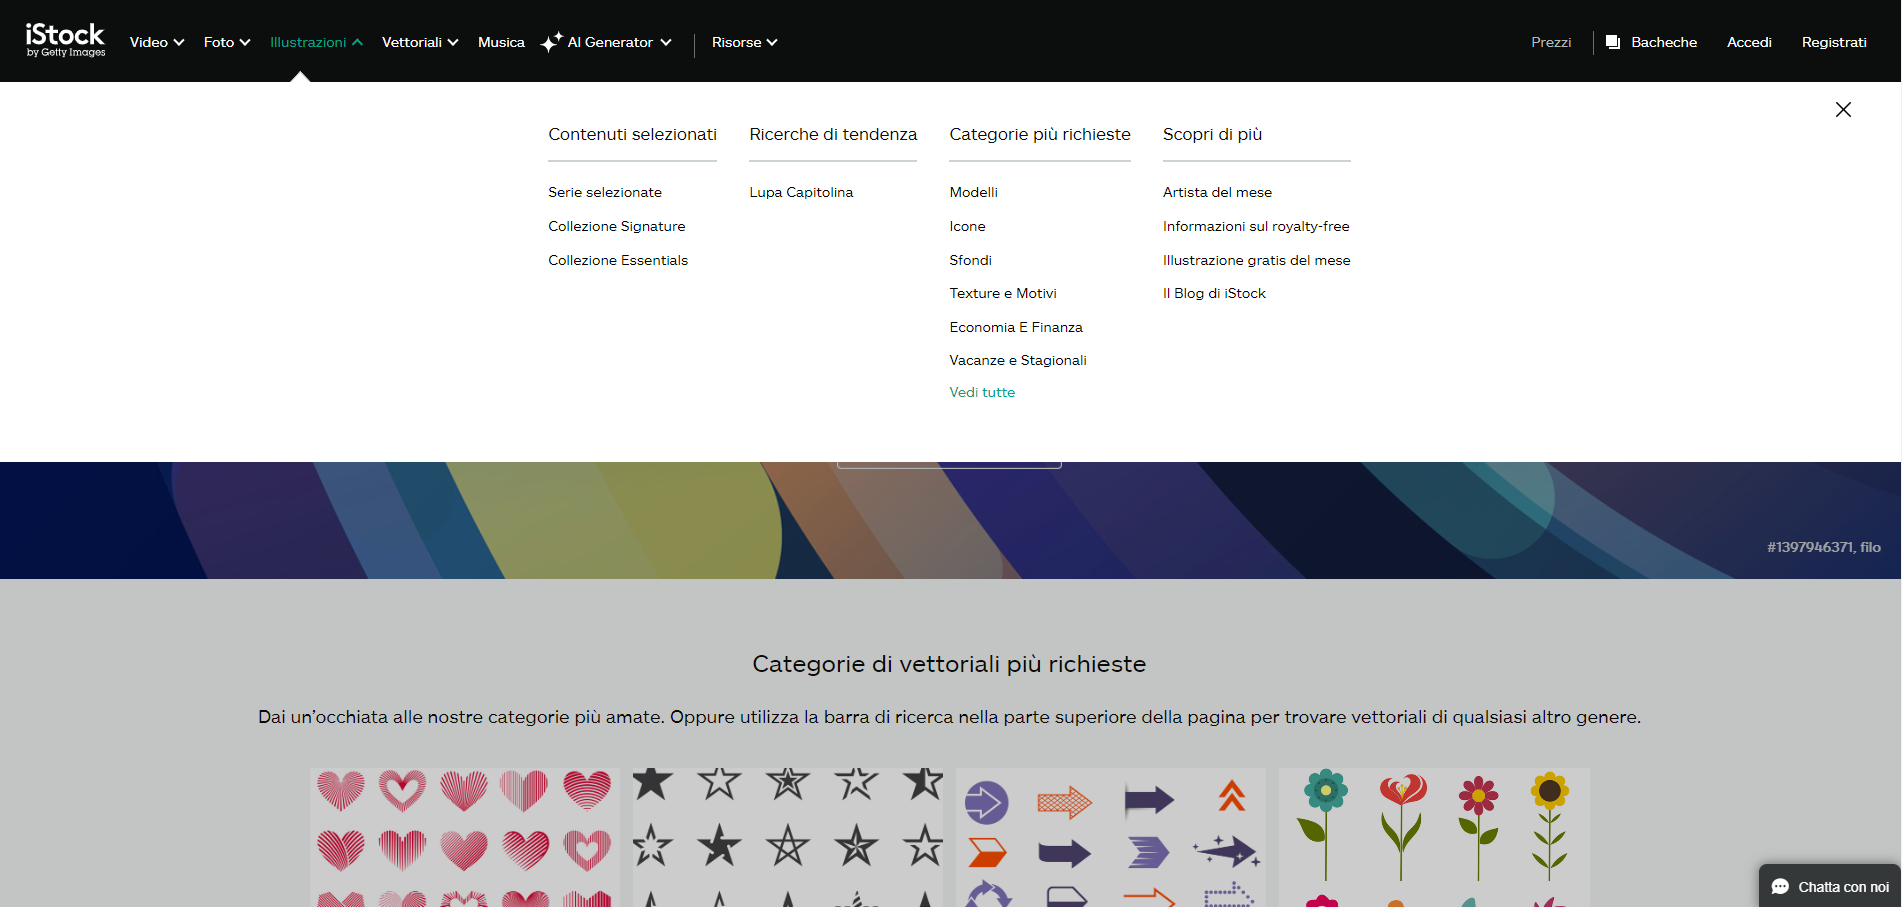 iStock
by Getty Images
Video
Foto
Illustrazioni
Vettoriali
Musica
AI Generator
Risorse
Prezzi
Bacheche
Accedi
Registrati
Contenuti selezionati
Serie selezionate
Collezione Signature
Collezione Essentials
Ricerche di tendenza
Lupa Capitolina
Categorie più richieste
Modelli
Icone
Sfondi
Texture e Motivi
Economia E Finanza
Vacanze e Stagionali
Vedi tutte
Scopri di più
Artista del mese
Informazioni sul royalty-free
Illustrazione gratis del mese
Il Blog di iStock
#1397946371, filo
Categorie di vettoriali più richieste
Dai un’occhiata alle nostre categorie più amate. Oppure utilizza la barra di ricerca nella parte superiore della pagina per trovare vettoriali di qualsiasi altro genere.
Chatta con noi